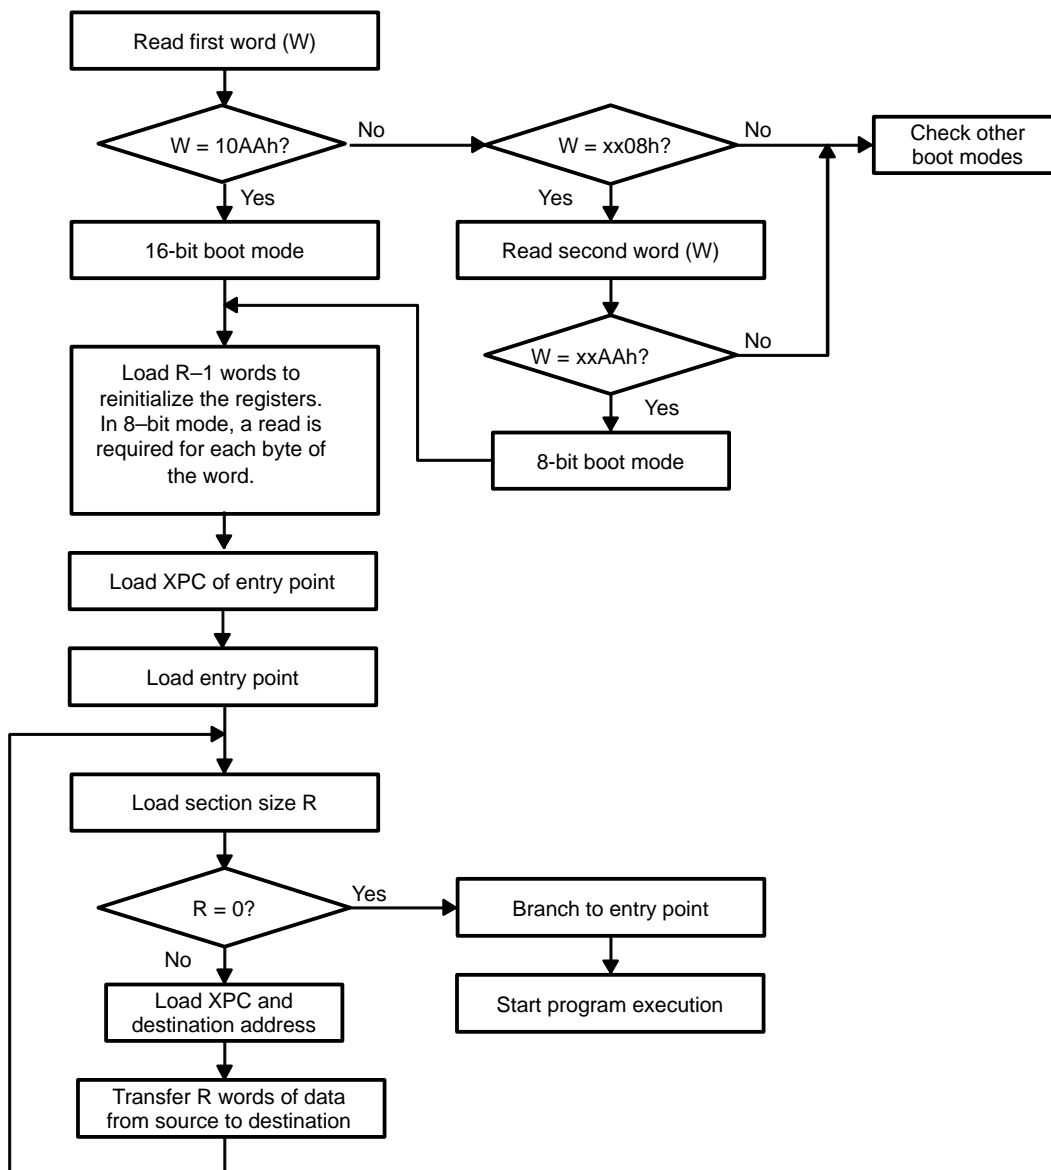 Read first word (W)
W = 10AAh?
No
W = xx08h?
No
Check other
boot modes
Yes
Yes
16-bit boot mode
Read second word (W)
W = xxAAh?
No
Load R–1 words to
reinitialize the registers.
In 8–bit mode, a read is
required for each byte of
the word.
Yes
8-bit boot mode
Load XPC of entry point
Load entry point
Load section size R
R = 0?
Yes
Branch to entry point
No
Start program execution
Load XPC and
destination address
Transfer R words of data
from source to destination